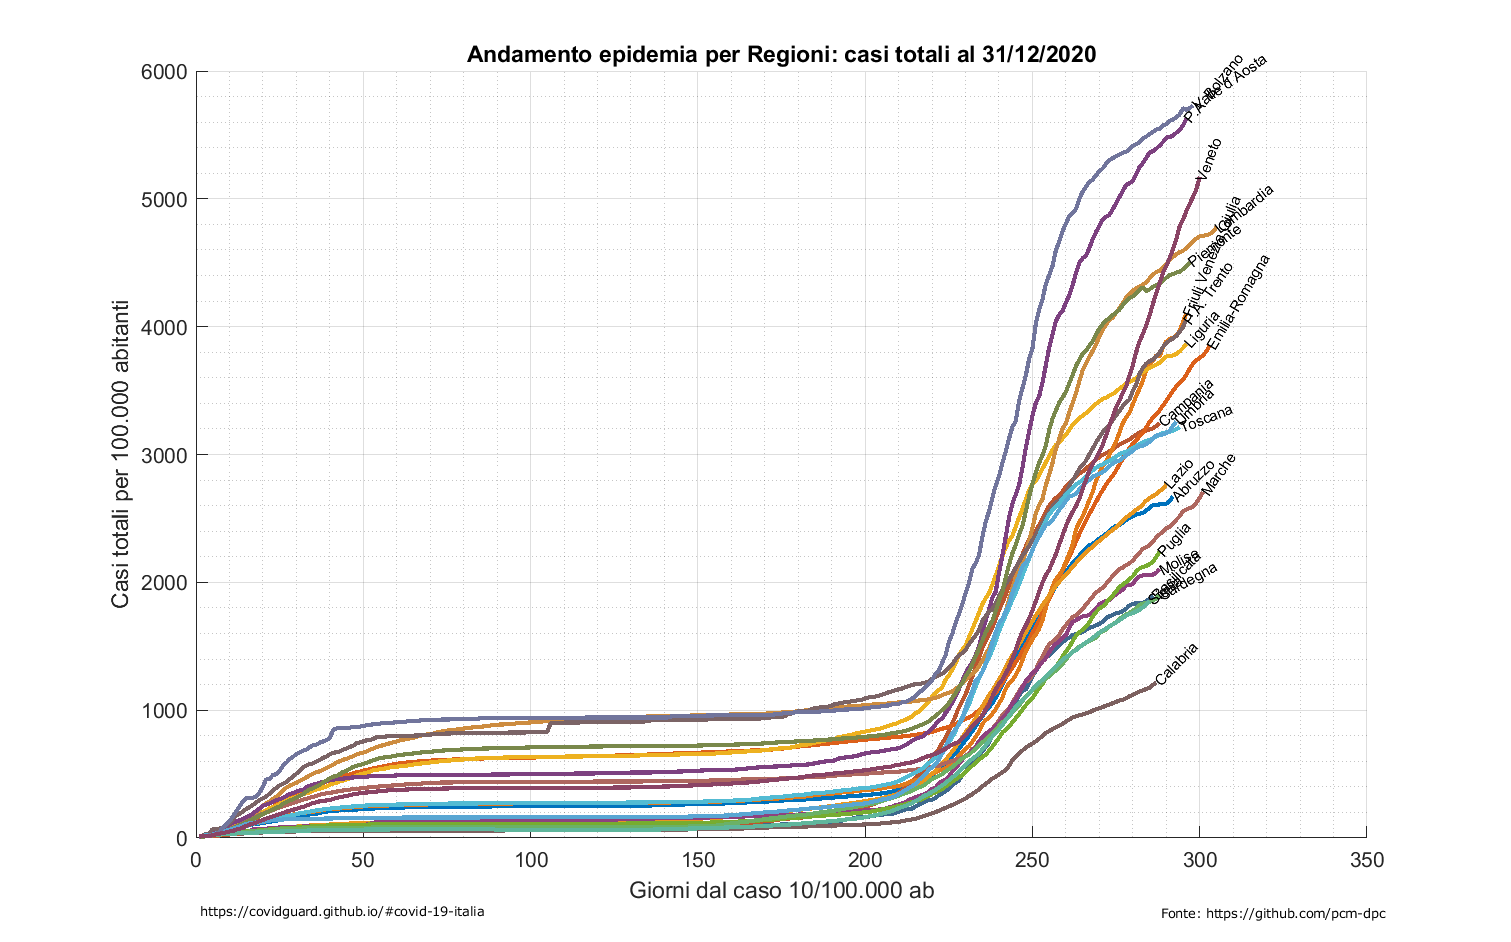 Andamento epidemia per Regioni: casi totali al 31/12/2020
Casi totali per 100.000 abitanti
6000
5000
4000
3000
2000
1000
0
V. Aosta
P.A. Bolzano
Veneto
Lombardia
Piemonte
Friuli Venezia Giulia
P.A. Trento
Emilia-Romagna
Liguria
Campania
Umbria
Toscana
Lazio
Abruzzo
Marche
Puglia
Molise
Basilicata
Sardegna
Calabria
0 50 100 150 200 250 300 350
Giorni dal caso 10/100.000 ab
https://covidguard.github.io/#covid-19-italia
Fonte: https://github.com/pcm-dpc